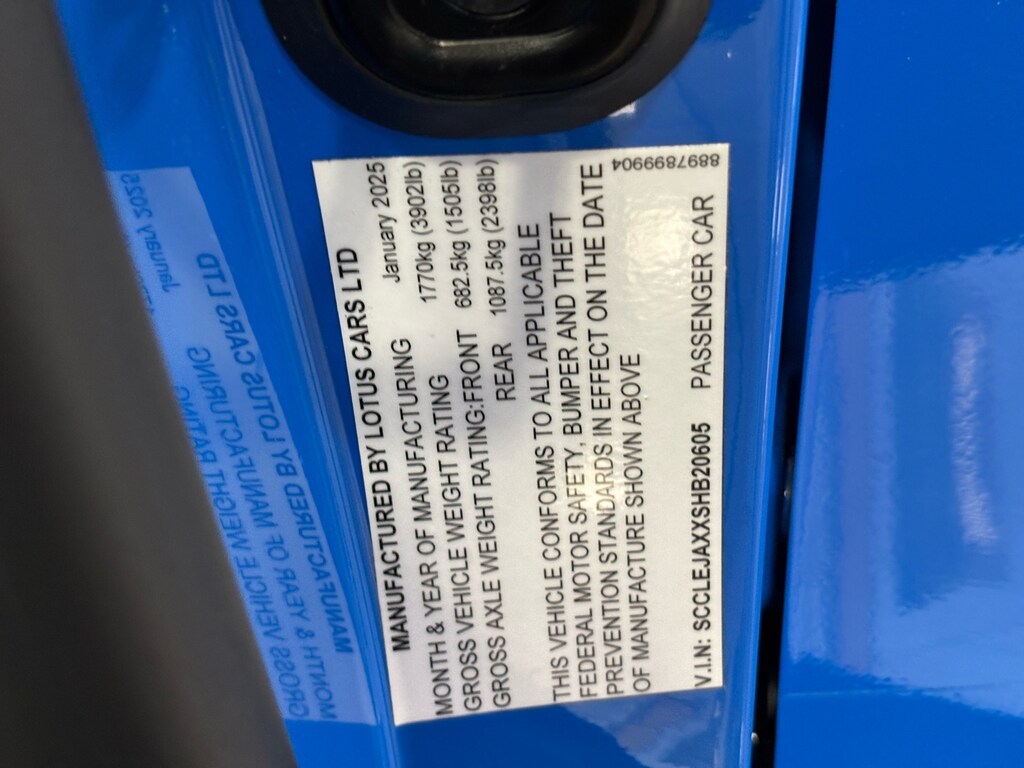 MANUFACTURED BY LOTUS CARS LTD
MONTH & YEAR OF MANUFACTURING January 2025
GROSS VEHICLE WEIGHT RATING 1770kg (3902lb)
GROSS AXLE WEIGHT RATING: FRONT 682.5kg (1505lb)
REAR 1087.5kg (2398lb)
THIS VEHICLE CONFORMS TO ALL APPLICABLE
FEDERAL MOTOR SAFETY, BUMPER AND THEFT
PREVENTION STANDARDS IN EFFECT ON THE DATE
OF MANUFACTURE SHOWN ABOVE
V.I.N: SCCLEJAXXSHB20605 PASSENGER CAR
8897899904